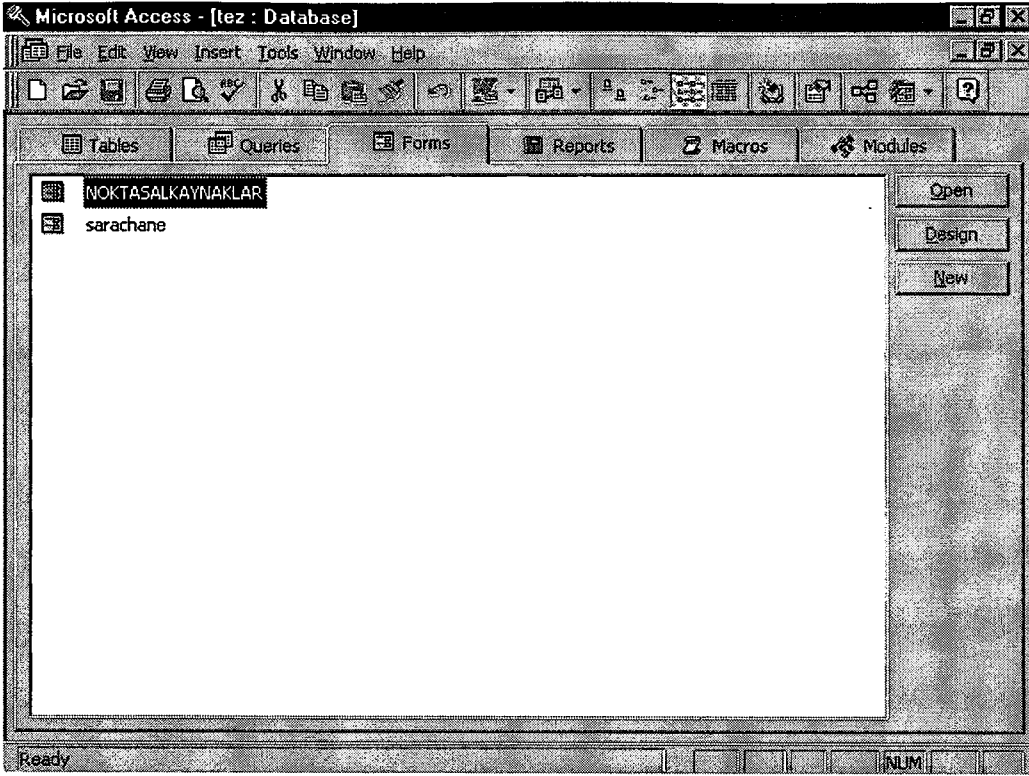 Microsoft Access - [tez : Database]
File Edit View Insert Tools Window Help
Tables Queries Forms Reports Macros Modules
NOKTASALKAYNAKLAR
sarachane
Open
Design
New
Ready NUM